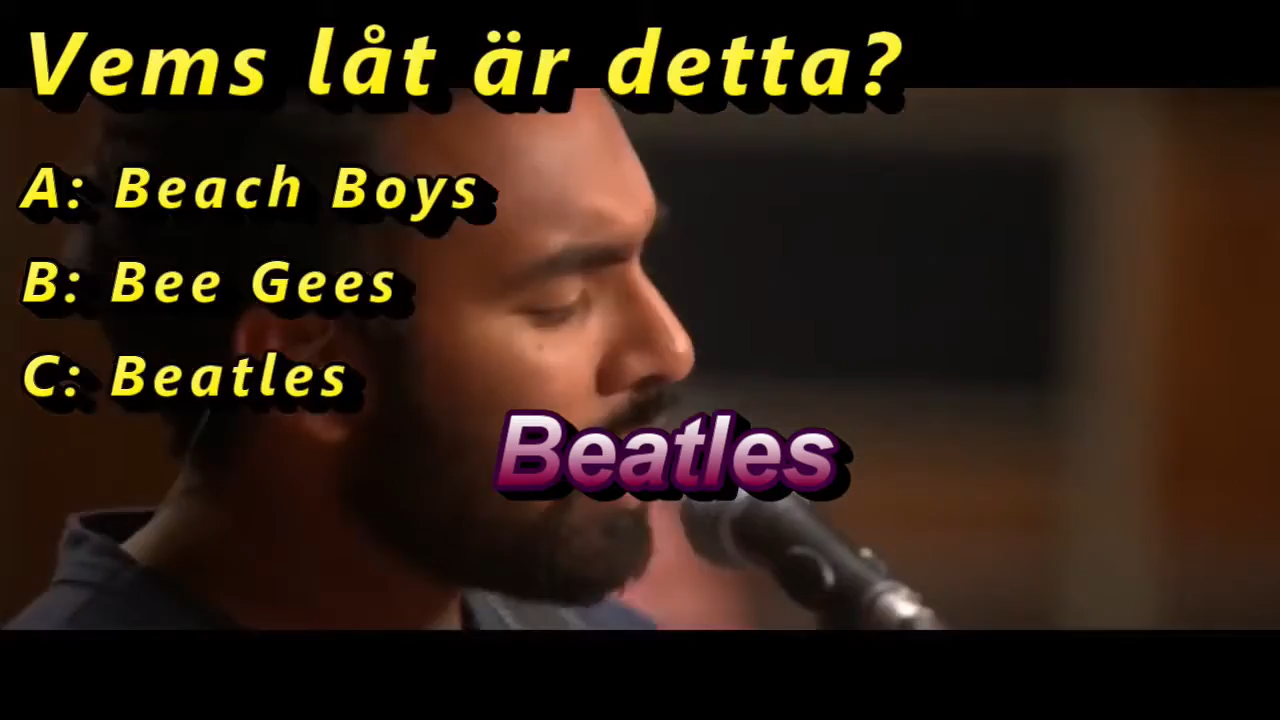 Vems låt är detta?
A: Beach Boys
B: Bee Gees
C: Beatles
Beatles